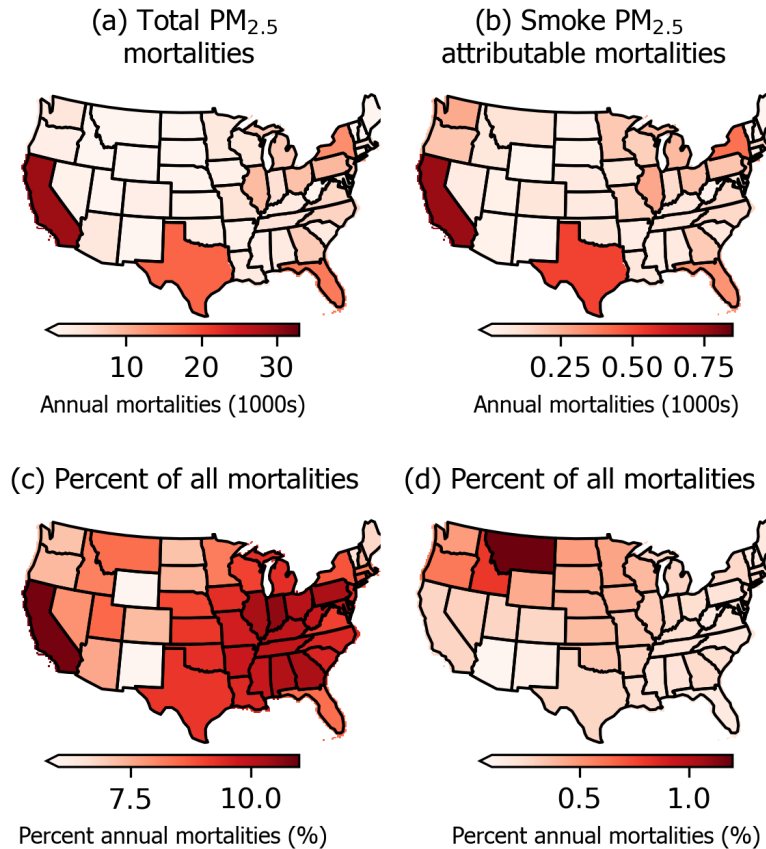 (a) Total PM₂.₅
mortalities
(b) Smoke PM₂.₅
attributable mortalities
10 20 30
Annual mortalities (1000s)
0.25 0.50 0.75
Annual mortalities (1000s)
(c) Percent of all mortalities
(d) Percent of all mortalities
7.5 10.0
Percent annual mortalities (%)
0.5 1.0
Percent annual mortalities (%)